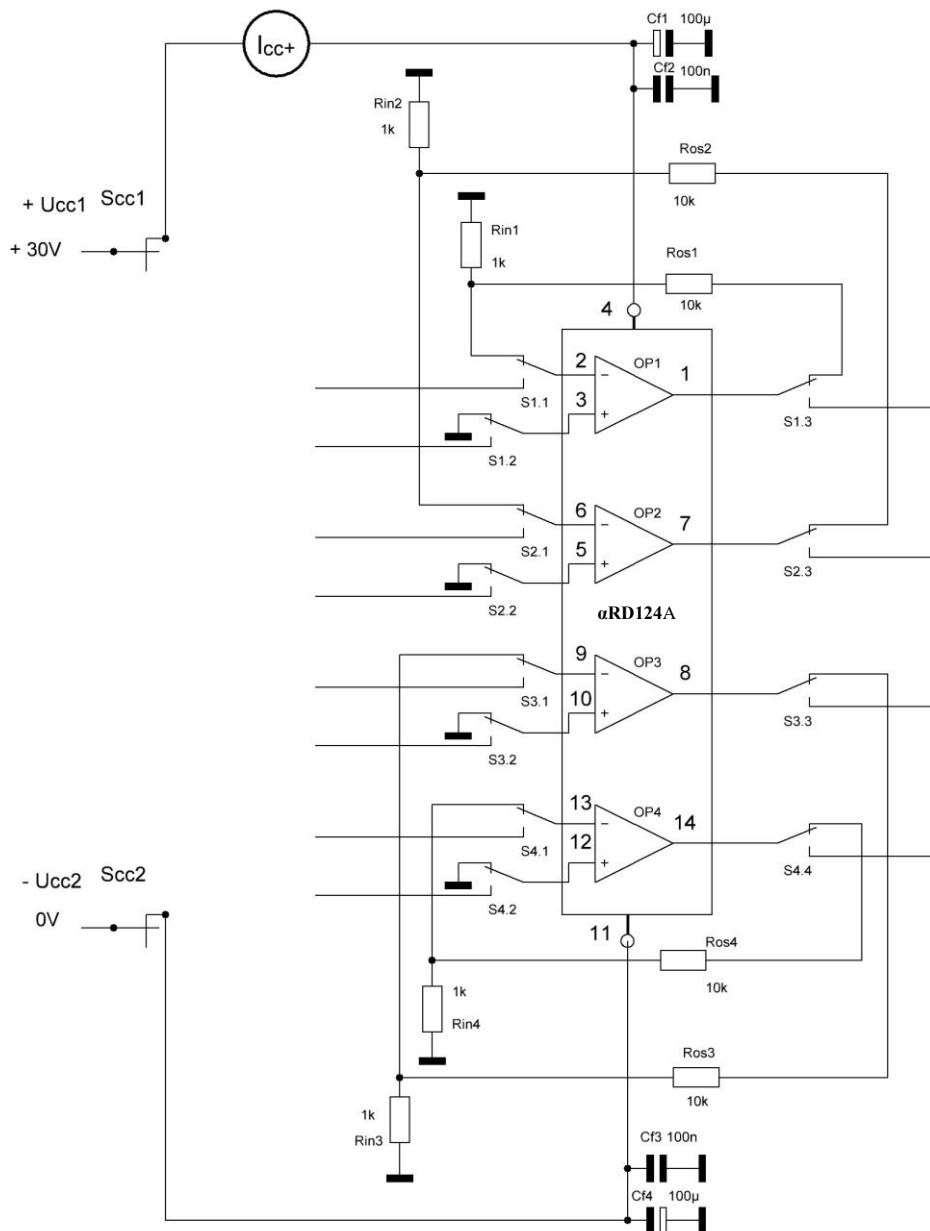 Cf1 100µ
Icc+
Cf2 100n
Rin2
1k
Ros2
10k
+ Ucc1 Scc1
+ 30V
Rin1
1k
Ros1
10k
4
2 OP1 1
3
S1.1
S1.3
S1.2
6 OP2 7
5
S2.1
S2.3
S2.2
αRD124A
9 OP3 8
10
S3.1
S3.3
S3.2
13 OP4 14
12
S4.1
S4.4
S4.2
- Ucc2 Scc2
0V
11
Ros4
10k
1k
Rin4
Ros3
10k
1k
Rin3
Cf3 100n
Cf4 100µ
− + − + − + − +